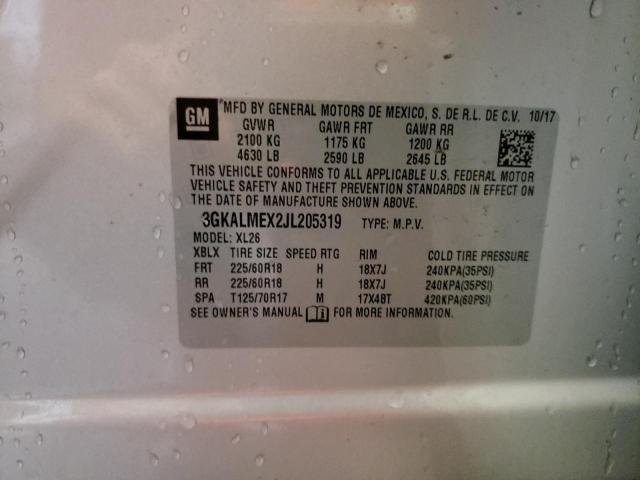 GM
*MFD BY GENERAL MOTORS DE MEXICO, S. DE R.L. DE C.V. 10/17
GVWR GAWR FRT GAWR RR
2100 KG 1175 KG 1200 KG
4630 LB 2590 LB 2645 LB
THIS VEHICLE CONFORMS TO ALL APPLICABLE U.S. FEDERAL MOTOR
VEHICLE SAFETY AND THEFT PREVENTION STANDARDS IN EFFECT ON
THE DATE OF MANUFACTURE SHOWN ABOVE.
3GKALMEX2JL205319 TYPE: M.P.V.
MODEL: XL26
XBLX TIRE SIZE SPEED RTG RIM COLD TIRE PRESSURE
FRT 225/60R18 H 18X7J 240KPA(35PSI)
RR 225/60R18 H 18X7J 240KPA(35PSI)
SPA T125/70R17 M 17X4BT 420KPA(60PSI)
SEE OWNER'S MANUAL FOR MORE INFORMATION.